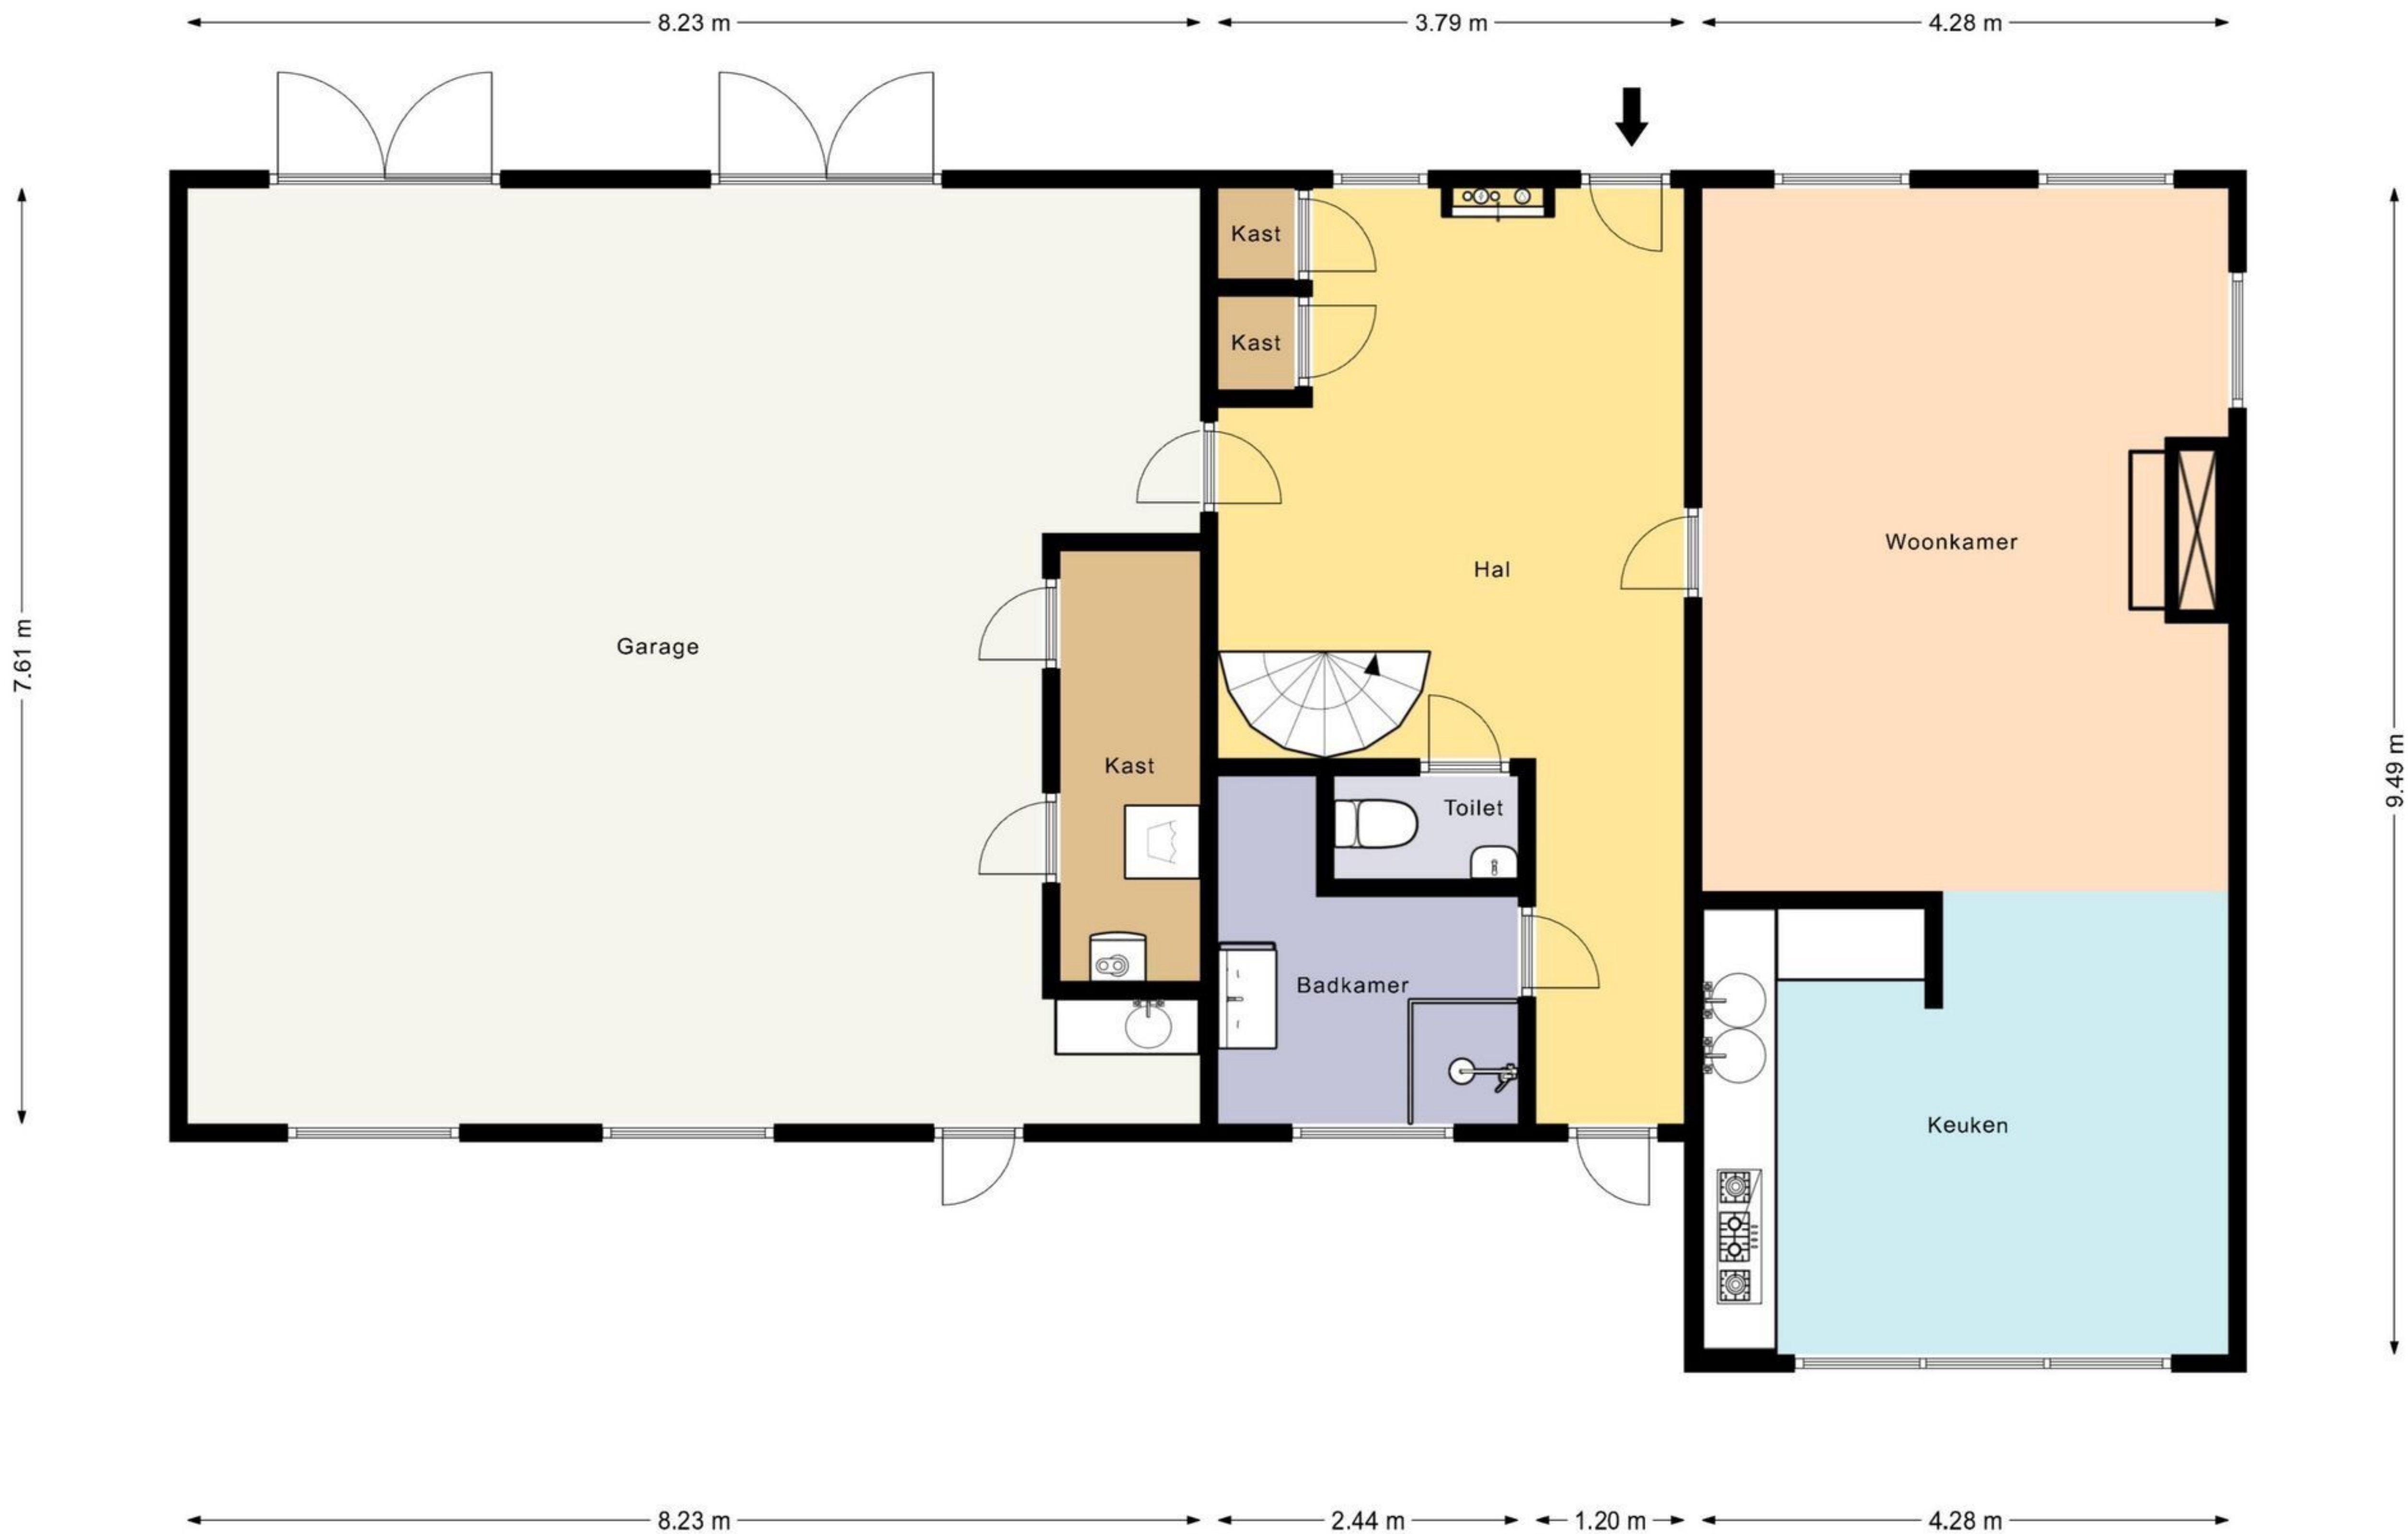 8.23 m
3.79 m
4.28 m
Kast
Kast
Woonkamer
Hal
Garage
7.61 m
Kast
9.49 m
Toilet
Badkamer
Keuken
8.23 m
2.44 m
1.20 m
4.28 m